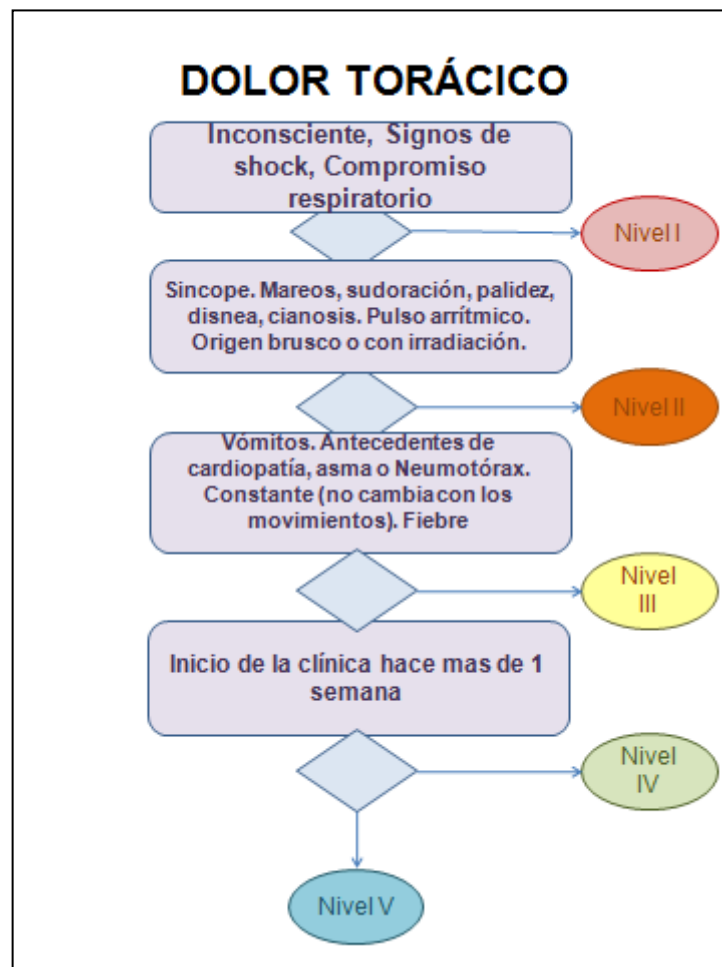 DOLOR TORÁCICO
Inconsciente, Signos de
shock, Compromiso
respiratorio
Nivel I
Sincope. Mareos, sudoración, palidez,
disnea, cianosis. Pulso arrítmico.
Origen brusco o con irradiación.
Nivel II
Vómitos. Antecedentes de
cardiopatía, asma o Neumotórax.
Constante (no cambia con los
movimientos). Fiebre
Nivel
III
Inicio de la clínica hace mas de 1
semana
Nivel
IV
Nivel V